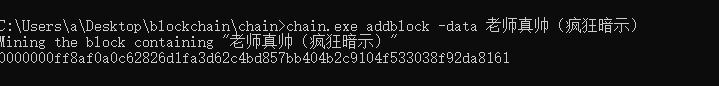 C:\Users\a\Desktop\blockchain\chain>chain.exe addblock -data 老师真帅（疯狂暗示）
Mining the block containing "老师真帅（疯狂暗示）"
0000000ff8af0a0c62826d1fa3d62c4bd857bb404b2c9104f533038f92da8161